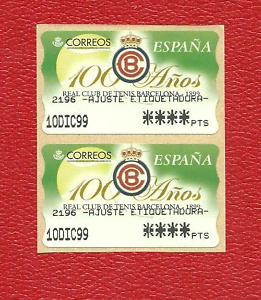 CORREOS ESPAÑA
100 Años
REAL CLUB DE TENIS BARCELONA - 1899
2196 -AJUSTE ETIQUETADORA-
10DIC99 ****PTS
CORREOS ESPAÑA
100 Años
REAL CLUB DE TENIS BARCELONA - 1899
2196 -AJUSTE ETIQUETADORA-
10DIC99 ****PTS